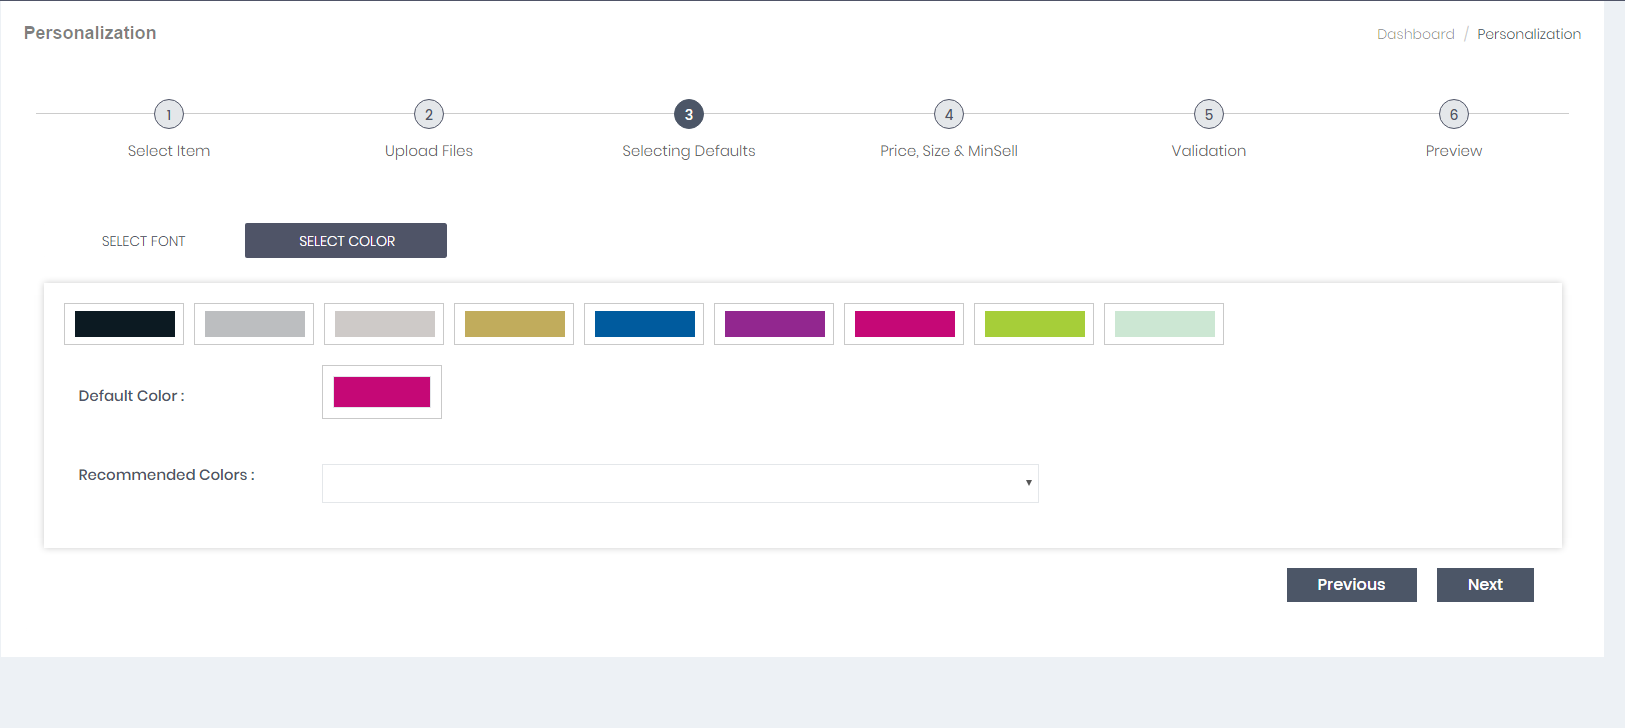 Personalization
Dashboard / Personalization
1
2
3
4
5
6
Select Item
Upload Files
Selecting Defaults
Price, Size & MinSell
Validation
Preview
SELECT FONT
SELECT COLOR
Default Color :
Recommended Colors :
Previous
Next